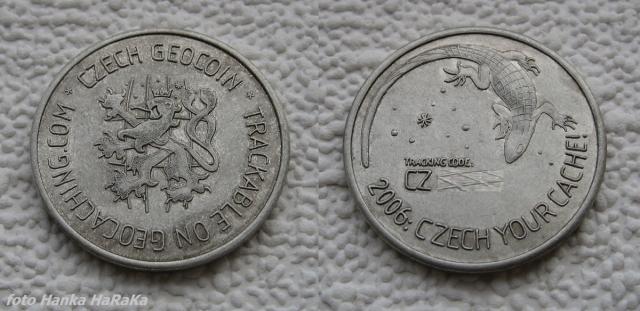 * CZECH GEOCOIN *
TRACKABLE ON GEOCACHING.COM
TRACKING CODE:
CZ
2006: CZECH YOUR CACHE!
foto Hanka HaRaKa